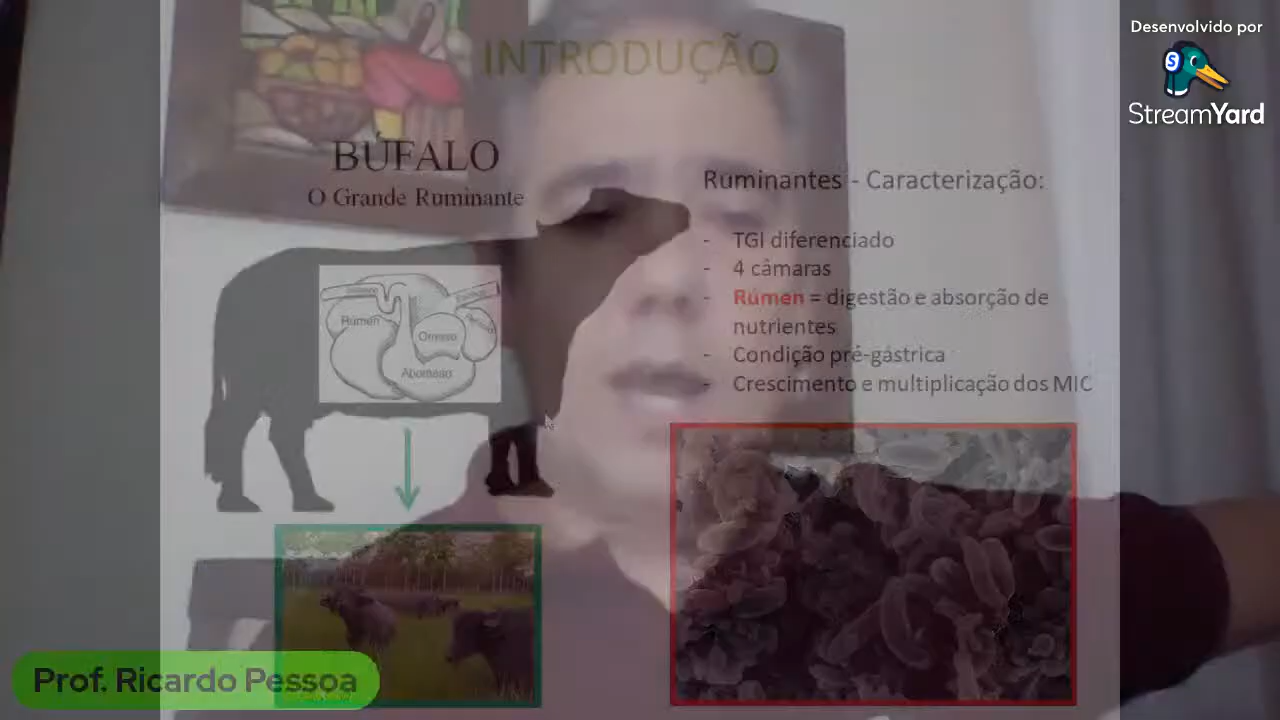 Desenvolvido por
StreamYard
INTRODUÇÃO
BÚFALO
O Grande Ruminante
Ruminantes - Caracterização:
- TGI diferenciado
- 4 câmaras
- Rúmen = digestão e absorção de
nutrientes
- Condição pré-gástrica
- Crescimento e multiplicação dos MIC
Rúmen
Omaso
Abomaso
Prof. Ricardo Pessoa